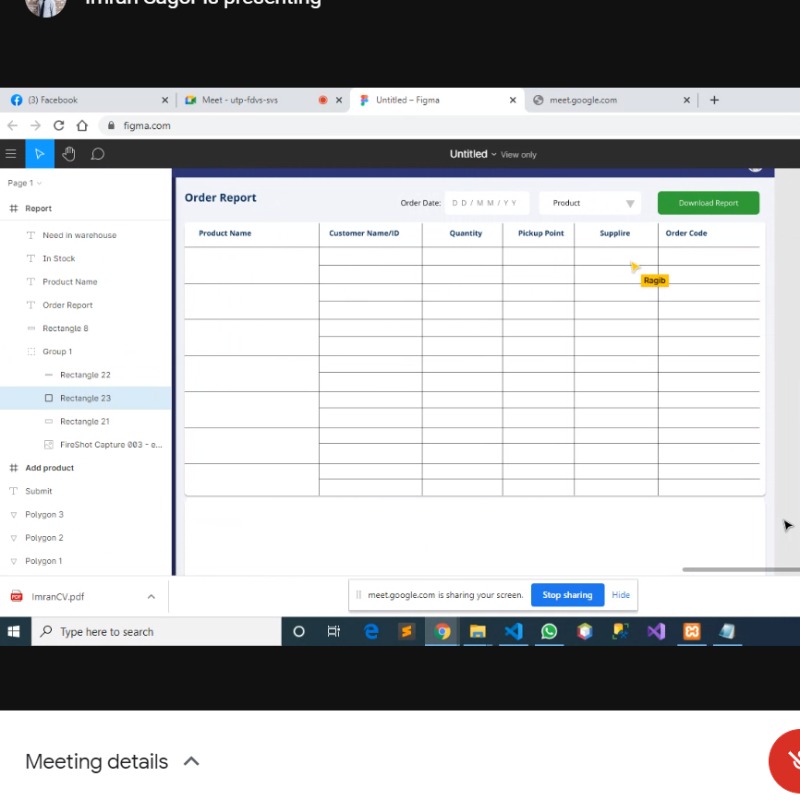 Imran Sagor is presenting
(3) Facebook
Meet - utp-fdvs-svs
Untitled – Figma
meet.google.com
figma.com
Untitled
View only
Page 1
Report
Need in warehouse
In Stock
Product Name
Order Report
Rectangle 8
Group 1
Rectangle 22
Rectangle 23
Rectangle 21
FireShot Capture 003 - e...
Add product
Submit
Polygon 3
Polygon 2
Polygon 1
Order Report
Order Date:
DD/MM/YY
Product
Download Report
Product Name
Customer Name/ID
Quantity
Pickup Point
Supplire
Order Code
Ragib
ImranCV.pdf
meet.google.com is sharing your screen.
Stop sharing
Hide
Type here to search
Meeting details